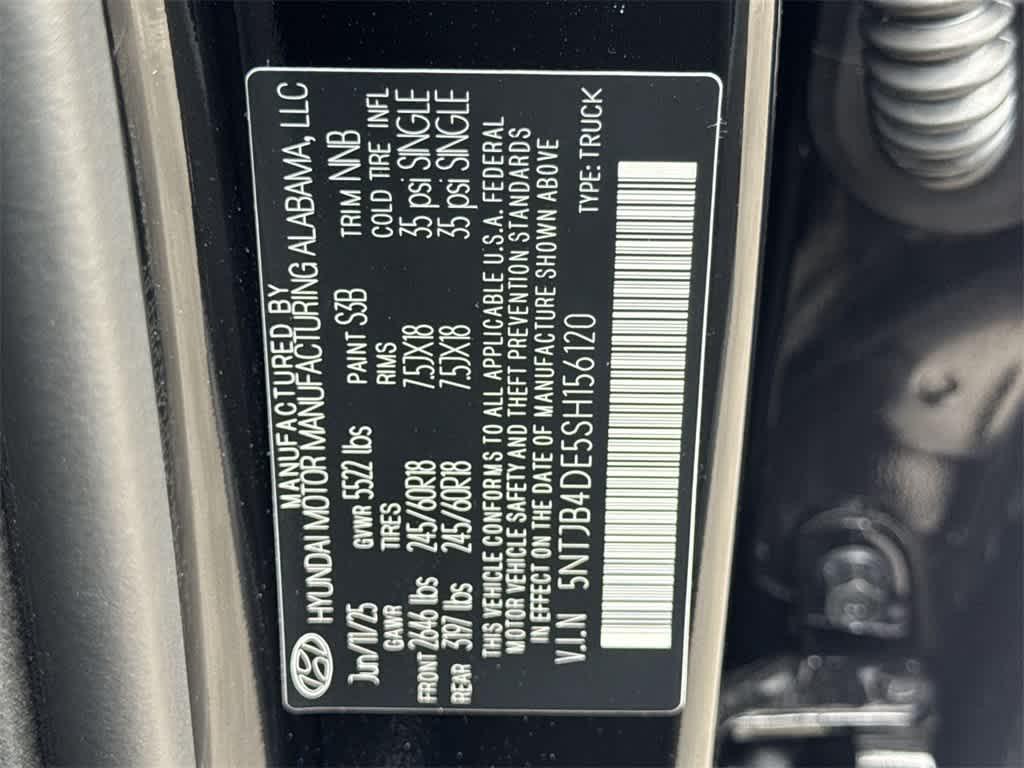 MANUFACTURED BY
HYUNDAI MOTOR MANUFACTURING ALABAMA, LLC
Jun/11/25 GVWR 5522 lbs PAINT S3B TRIM NNB
GAWR TIRES RIMS COLD TIRE INFL
FRONT 2646 lbs 245/60R18 7.5JX18 35 psi SINGLE
REAR 3197 lbs 245/60R18 7.5JX18 35 psi SINGLE
THIS VEHICLE CONFORMS TO ALL APPLICABLE U.S.A. FEDERAL
MOTOR VEHICLE SAFETY AND THEFT PREVENTION STANDARDS
IN EFFECT ON THE DATE OF MANUFACTURE SHOWN ABOVE
V.I.N 5NTJB4DE5SH156120 TYPE: TRUCK